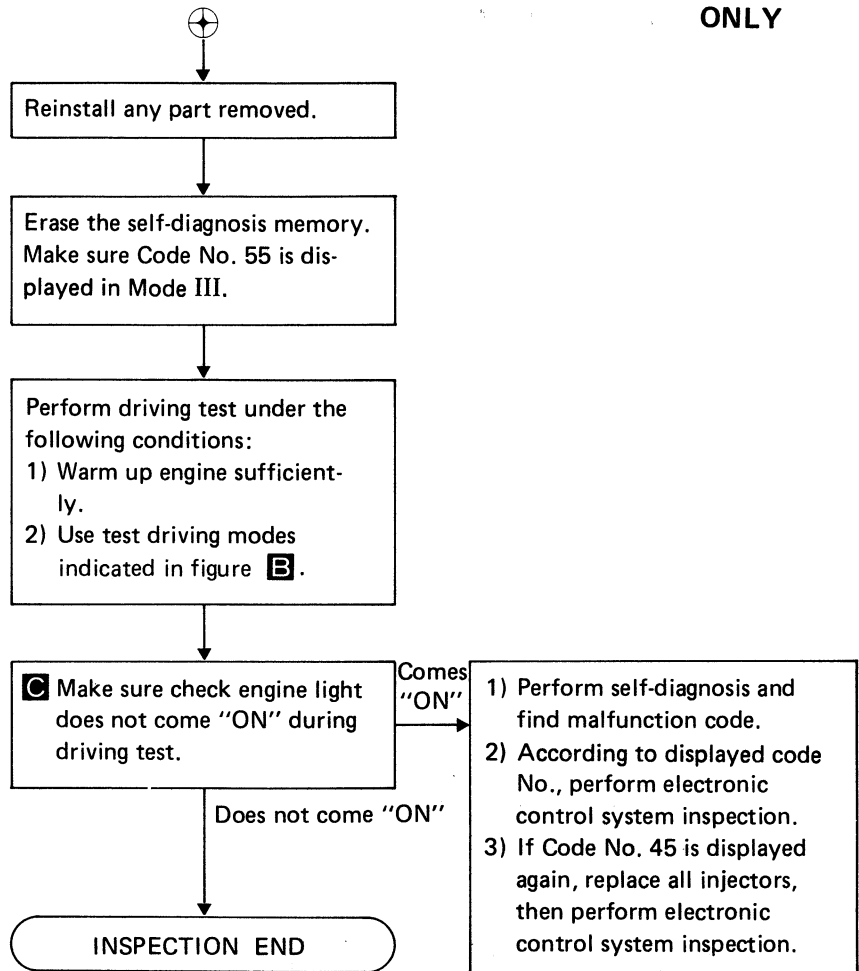 ONLY
Reinstall any part removed.
Erase the self-diagnosis memory.
Make sure Code No. 55 is dis-
played in Mode III.
Perform driving test under the
following conditions:
1) Warm up engine sufficient-
ly.
2) Use test driving modes
indicated in figure B.
C Make sure check engine light
does not come "ON" during
driving test.
Comes
"ON"
1) Perform self-diagnosis and
find malfunction code.
2) According to displayed code
No., perform electronic
control system inspection.
3) If Code No. 45 is displayed
again, replace all injectors,
then perform electronic
control system inspection.
Does not come "ON"
INSPECTION END